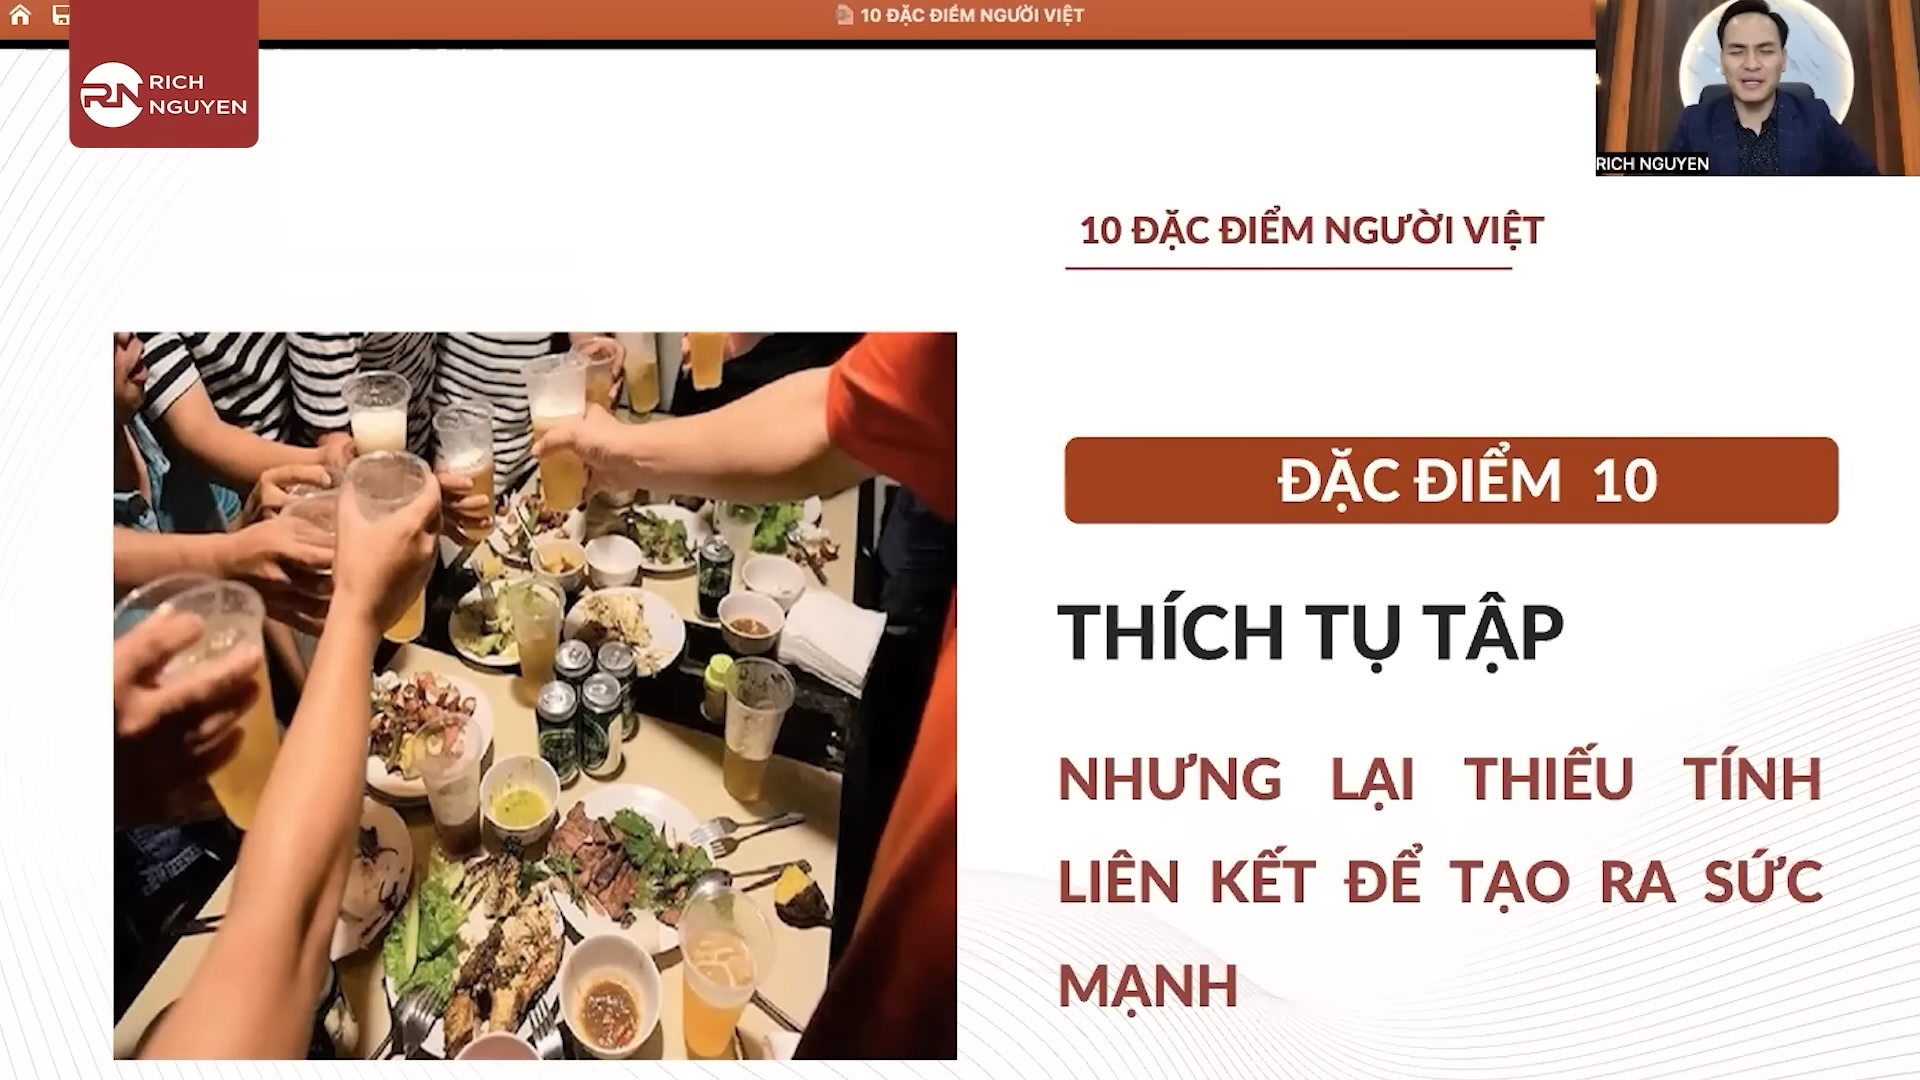 10 ĐẶC ĐIỂM NGƯỜI VIỆT
RICH
NGUYEN
RICH NGUYEN
10 ĐẶC ĐIỂM NGƯỜI VIỆT
ĐẶC ĐIỂM 10
THÍCH TỤ TẬP
NHƯNG LẠI THIẾU TÍNH
LIÊN KẾT ĐỂ TẠO RA SỨC
MẠNH